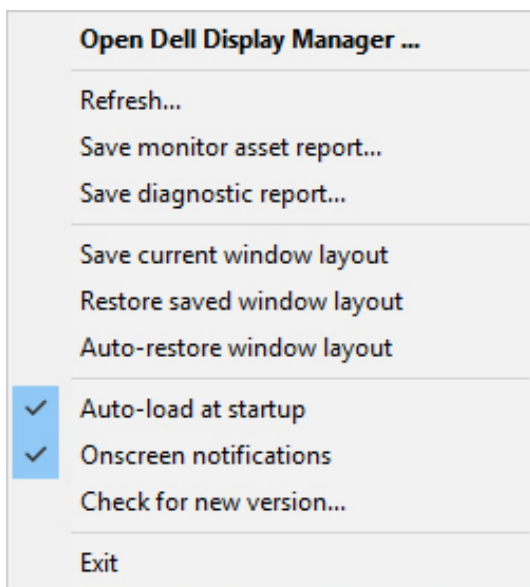 Open Dell Display Manager ...
Refresh...
Save monitor asset report...
Save diagnostic report...
Save current window layout
Restore saved window layout
Auto-restore window layout
Auto-load at startup
Onscreen notifications
Check for new version...
Exit